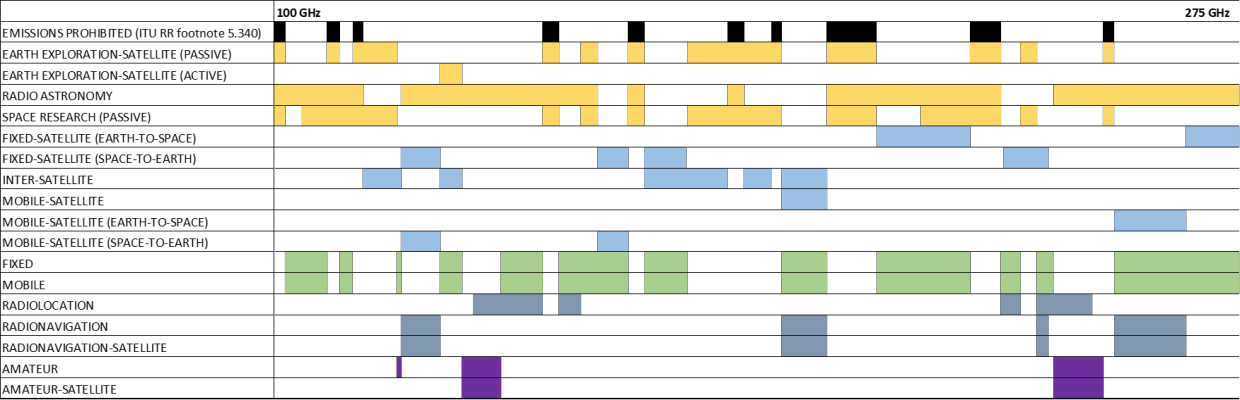 100 GHz 275 GHz
EMISSIONS PROHIBITED (ITU RR footnote 5.340)
EARTH EXPLORATION-SATELLITE (PASSIVE)
EARTH EXPLORATION-SATELLITE (ACTIVE)
RADIO ASTRONOMY
SPACE RESEARCH (PASSIVE)
FIXED-SATELLITE (EARTH-TO-SPACE)
FIXED-SATELLITE (SPACE-TO-EARTH)
INTER-SATELLITE
MOBILE-SATELLITE
MOBILE-SATELLITE (EARTH-TO-SPACE)
MOBILE-SATELLITE (SPACE-TO-EARTH)
FIXED
MOBILE
RADIOLOCATION
RADIONAVIGATION
RADIONAVIGATION-SATELLITE
AMATEUR
AMATEUR-SATELLITE